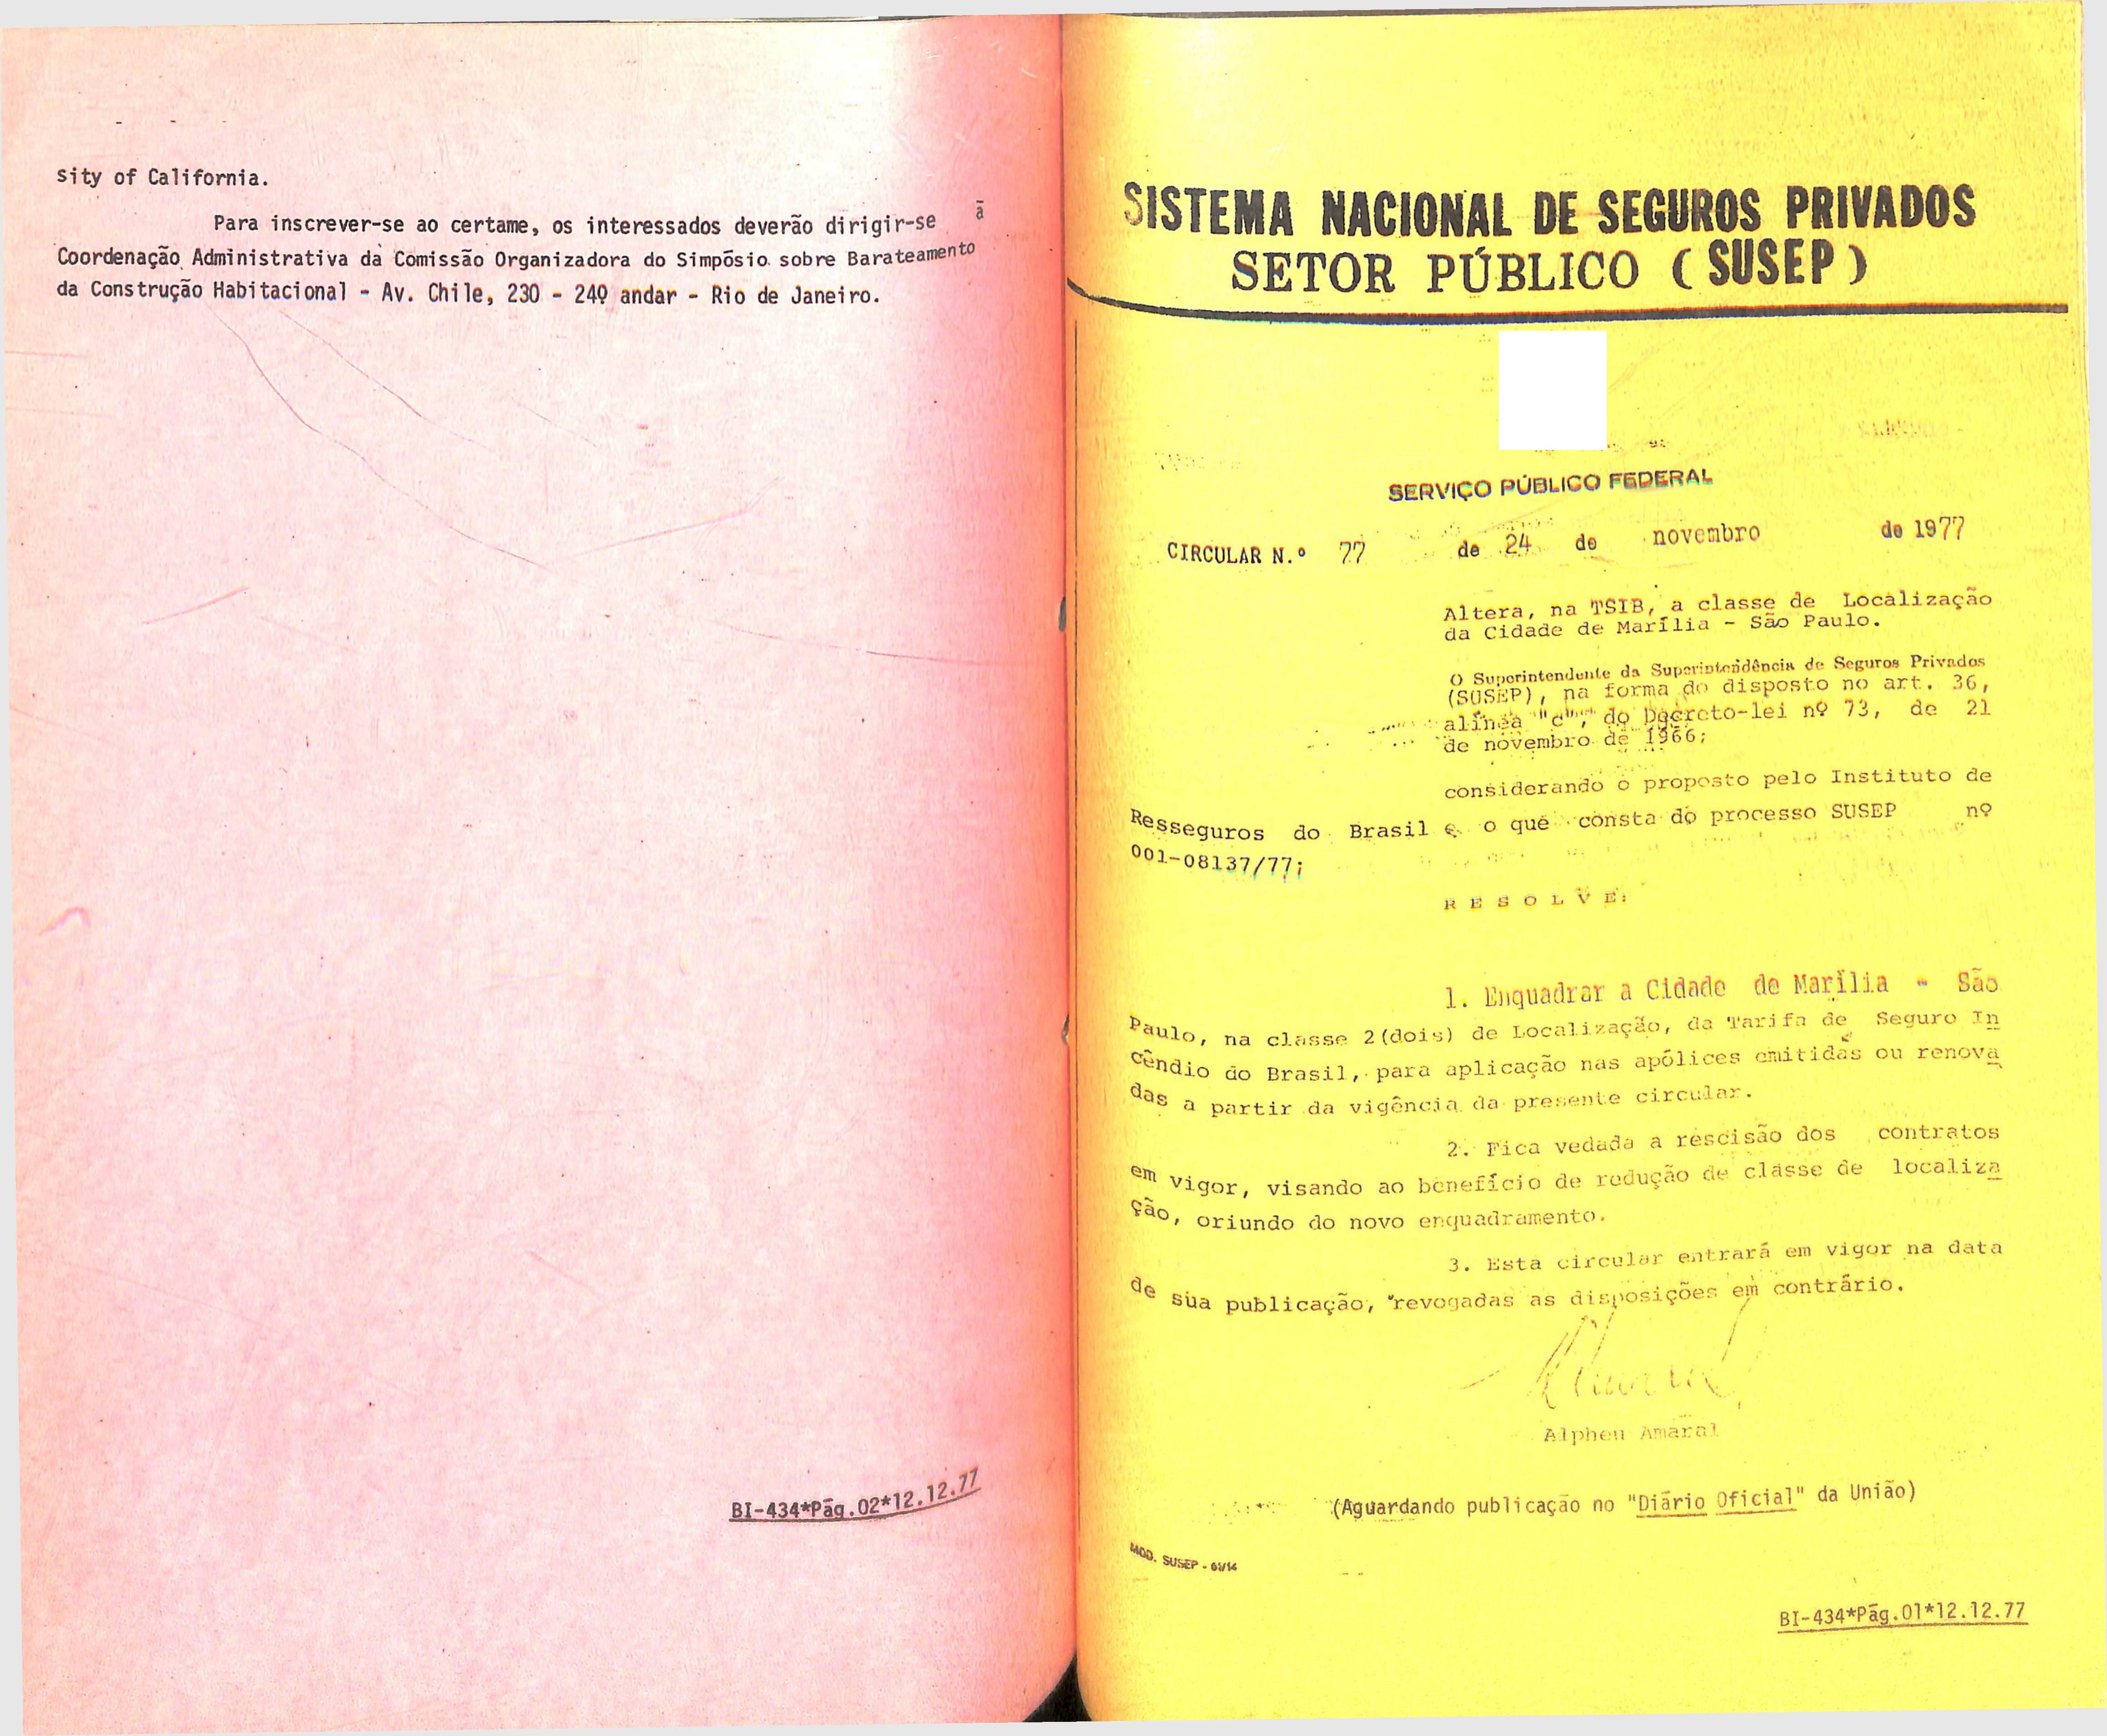 sity of California.
Para inscrever-se ao certame, os interessados deverão dirigir-se à
Coordenação Administrativa da Comissão Organizadora do Simpósio sobre Barateamento
da Construção Habitacional - Av. Chile, 230 - 24º andar - Rio de Janeiro.
BI-434*Pág.02*12.12.77
SISTEMA NACIONAL DE SEGUROS PRIVADOS
SETOR PÚBLICO (SUSEP)
SERVIÇO PÚBLICO FEDERAL
CIRCULAR N.º 77 de 24 de novembro de 1977
Altera, na TSIB, a classe de Localização
da Cidade de Marília - São Paulo.
O Superintendente da Superintendência de Seguros Privados
(SUSEP), na forma do disposto no art. 36,
alínea "c", do Decreto-lei nº 73, de 21
de novembro de 1966;
considerando o proposto pelo Instituto de
Resseguros do Brasil e o que consta do processo SUSEP nº
001-08137/77;
R E S O L V E:
1. Enquadrar a Cidade de Marília - São
Paulo, na classe 2(dois) de Localização, da Tarifa de Seguro In
cêndio do Brasil, para aplicação nas apólices emitidas ou renova
das a partir da vigência da presente circular.
2. Fica vedada a rescisão dos contratos
em vigor, visando ao benefício de redução de classe de localiza
ção, oriundo do novo enquadramento.
3. Esta circular entrará em vigor na data
de sua publicação, revogadas as disposições em contrário.
Alpheu Amaral
(Aguardando publicação no "Diário Oficial" da União)
MOD. SUSEP - 01/14
BI-434*Pág.01*12.12.77